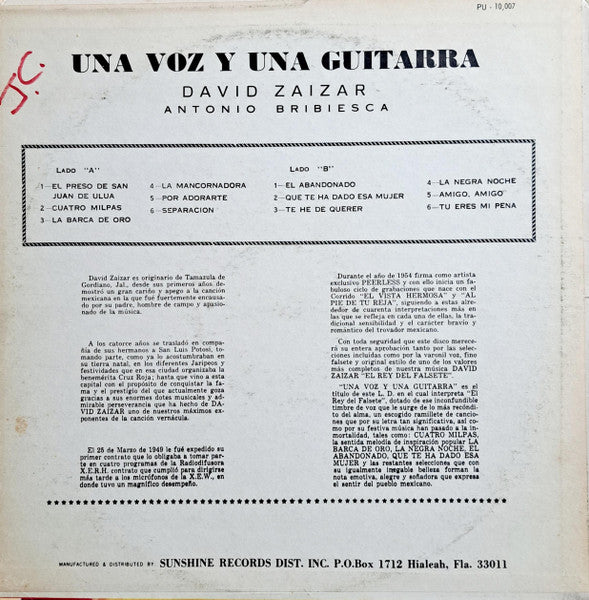 PU - 10,007
J.C.
UNA VOZ Y UNA GUITARRA
DAVID ZAIZAR
ANTONIO BRIBIESCA
LADO "A"
1—EL PRESO DE SAN
JUAN DE ULUA
2—CUATRO MILPAS
3—LA BARCA DE ORO
4—LA MANCORNADORA
5—POR ADORARTE
6—SEPARACION
LADO "B"
1—EL ABANDONADO
2—QUE TE HA DADO ESA MUJER
3—TE HE DE QUERER
4—LA NEGRA NOCHE
5—AMIGO, AMIGO
6—TU ERES MI PENA
David Zaizar es originario de Tamazula de
Gordiano, Jal., desde sus primeros años de-
mostró un gran cariño y apego a la canción
mexicana en la que fué fuertemente encausa-
do por su padre, hombre de campo y apasio-
nado de la música.
A los catorce años se trasladó en compa-
ñía de sus hermanos a San Luis Potosí, to-
mando parte, como ya lo acostumbraban en
su tierra natal, en los diferentes Jaripeos y
festividades que en esa ciudad organizaba la
benemérita Cruz Roja; hasta que vino a esta
capital con el propósito de conquistar la fa-
ma y el prestigio del que actualmente goza
gracias a sus enormes dotes musicales y ad-
mirable perseverancia que ha hecho de DA-
VID ZAIZAR uno de nuestros máximos ex-
ponentes de la canción vernácula.
El 25 de Marzo de 1949 le fué expedido su
primer contrato que lo obligaba a tomar par-
te en cuatro programas de la Radiodifusora
X.E.R.H. contrato que cumplió para dirigirse
más tarde a los micrófonos de la X.E.W., en
donde tuvo un magnífico desempeño.
Durante el año de 1954 firma como artista
exclusivo PEERLESS y con ello inicia un fa-
buloso ciclo de grabaciones que nace con el
Corrido "EL VISTA HERMOSA" y "AL
PIE DE TU REJA", siguiendo a estas alre-
dedor de cuarenta interpretaciones más en
las que se refleja en cada una de ellas, la tra-
dicional sensibilidad y el carácter bravío y
romántico del trovador mexicano.
Con toda seguridad que este disco merece-
rá su entera aprobación tanto por las selec-
ciones incluídas como por la varonil voz, fino
falsete y original estilo de uno de los valores
más completos de nuestra música DAVID
ZAIZAR "EL REY DEL FALSETE".
"UNA VOZ Y UNA GUITARRA" es el
título de este L. D. en el cual interpreta "El
Rey del Falsete", dotado de ese inconfundible
timbre de voz que le surge de lo más recóndi-
to del alma, un escogido ramillete de cancio-
nes que por su letra tan significativa, así co-
mo por su festiva música han pasado a la in-
mortalidad, tales como: CUATRO MILPAS,
la sentida melodía de inspiración popular LA
BARCA DE ORO, LA NEGRA NOCHE, EL
ABANDONADO, QUE TE HA DADO ESA
MUJER y las restantes selecciones que con
su igualmente inegable belleza forman la
nota emotiva, alegre y soñadora que expresa
el sentir del pueblo mexicano.
MANUFACTURED & DISTRIBUTED BY SUNSHINE RECORDS DIST. INC. P.O.Box 1712 Hialeah, Fla. 33011